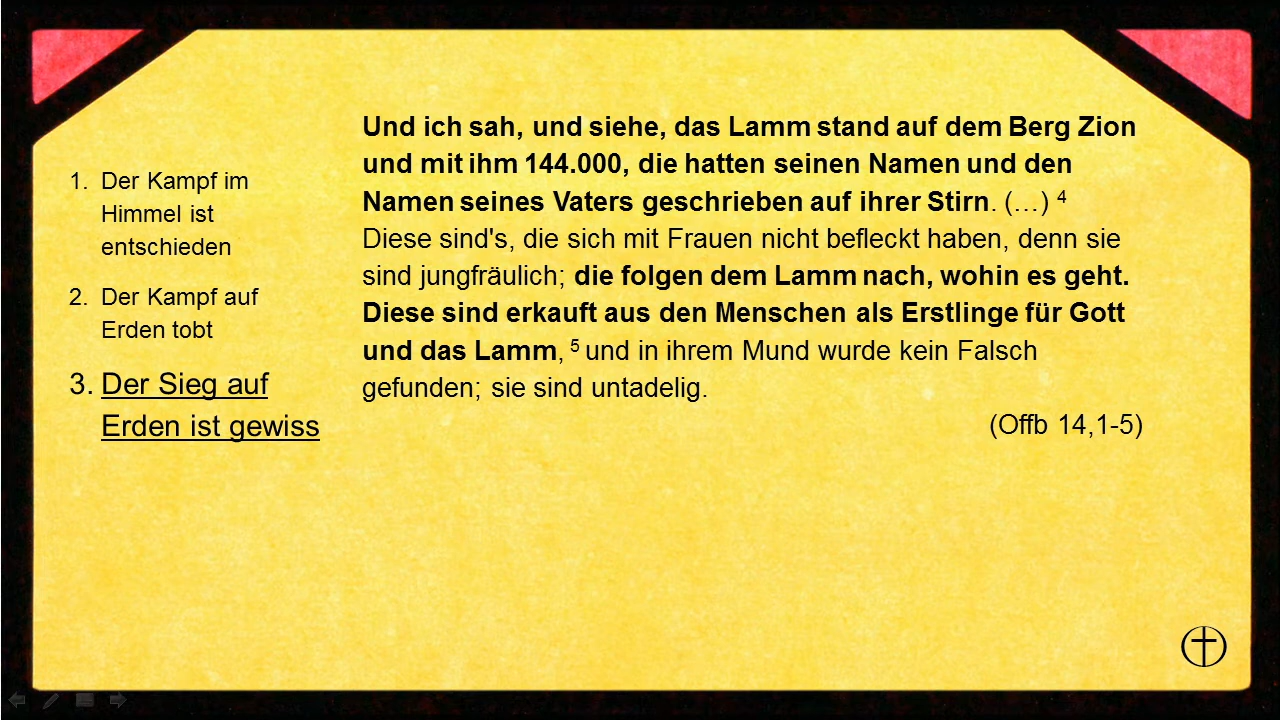 1. Der Kampf im
Himmel ist
entschieden
2. Der Kampf auf
Erden tobt
3. Der Sieg auf
Erden ist gewiss
Und ich sah, und siehe, das Lamm stand auf dem Berg Zion
und mit ihm 144.000, die hatten seinen Namen und den
Namen seines Vaters geschrieben auf ihrer Stirn. (…) ⁴
Diese sind's, die sich mit Frauen nicht befleckt haben, denn sie
sind jungfräulich; die folgen dem Lamm nach, wohin es geht.
Diese sind erkauft aus den Menschen als Erstlinge für Gott
und das Lamm, ⁵ und in ihrem Mund wurde kein Falsch
gefunden; sie sind untadelig.
(Offb 14,1-5)